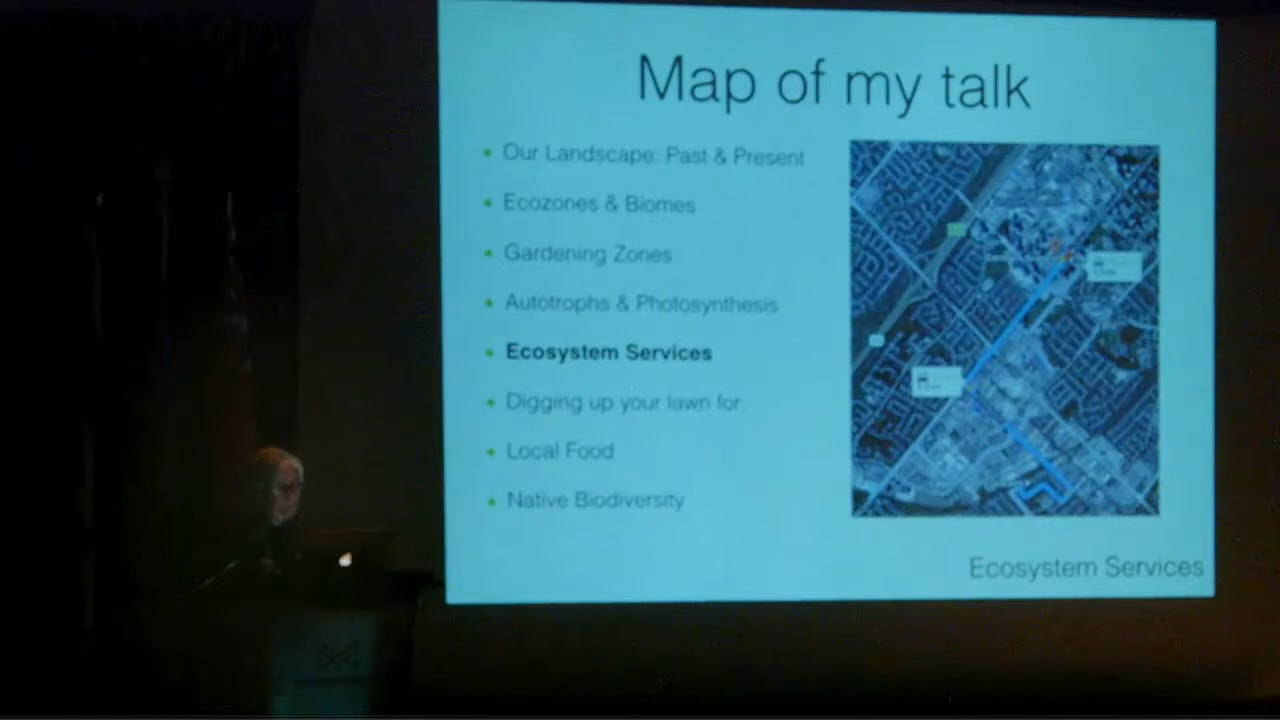 Map of my talk
Our Landscape: Past & Present
Ecozones & Biomes
Gardening Zones
Autotrophs & Photosynthesis
Ecosystem Services
Digging up your lawn for:
Local Food
Native Biodiversity
Ecosystem Services